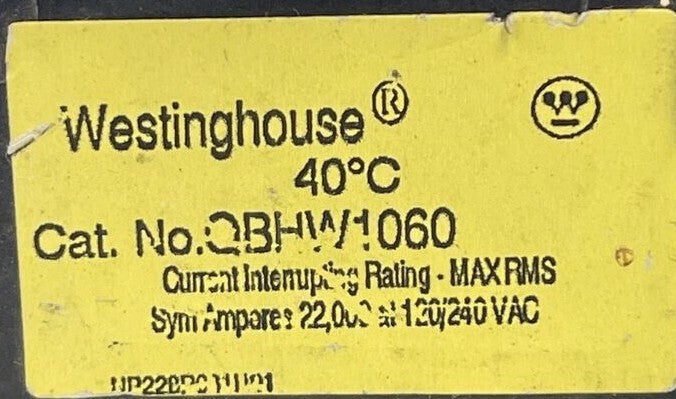 Westinghouse®
W
40°C
Cat. No.QBHW1060
Current Interrupting Rating - MAX RMS
Sym Amperes 22,000 at 120/240 VAC